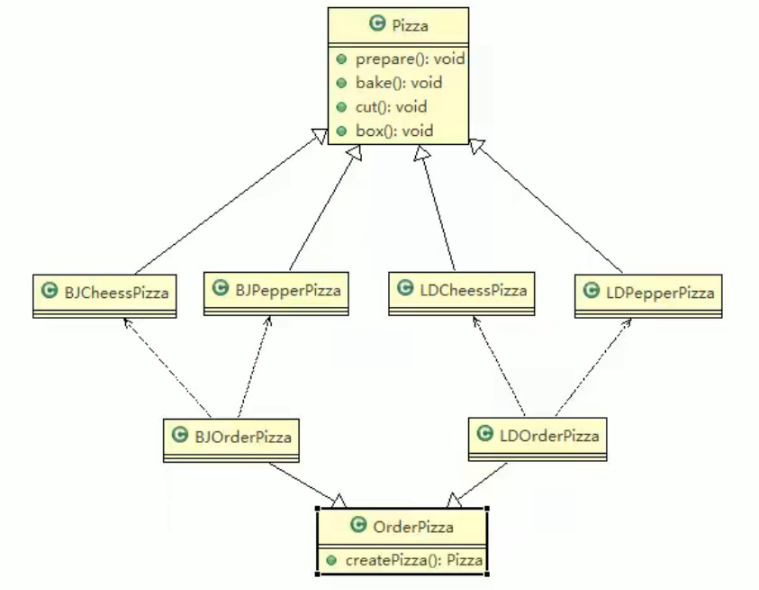 Pizza
prepare(): void
bake(): void
cut(): void
box(): void
BJCheessPizza
BJPepperPizza
LDCheessPizza
LDPepperPizza
BJOrderPizza
LDOrderPizza
OrderPizza
createPizza(): Pizza